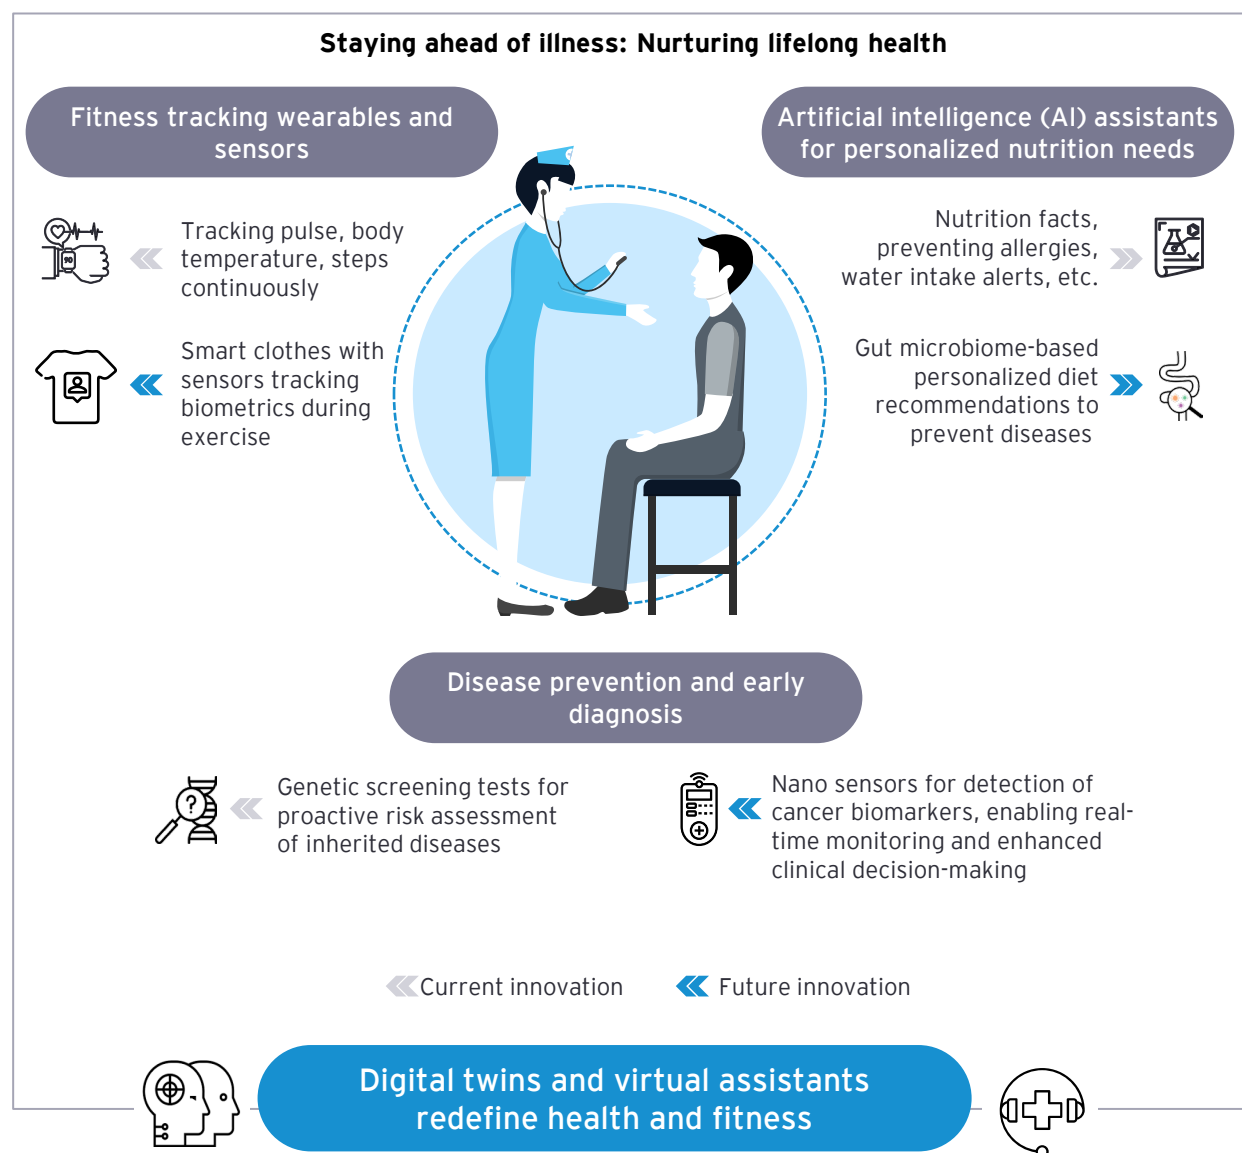 Staying ahead of illness: Nurturing lifelong health
Fitness tracking wearables and
sensors
Tracking pulse, body
temperature, steps
continuously
Smart clothes with
sensors tracking
biometrics during
exercise
Artificial intelligence (AI) assistants
for personalized nutrition needs
Nutrition facts,
preventing allergies,
water intake alerts, etc.
Gut microbiome-based
personalized diet
recommendations to
prevent diseases
Disease prevention and early
diagnosis
?
Genetic screening tests for
proactive risk assessment
of inherited diseases
Nano sensors for detection of
cancer biomarkers, enabling real-
time monitoring and enhanced
clinical decision-making
Current innovation
Future innovation
Digital twins and virtual assistants
redefine health and fitness